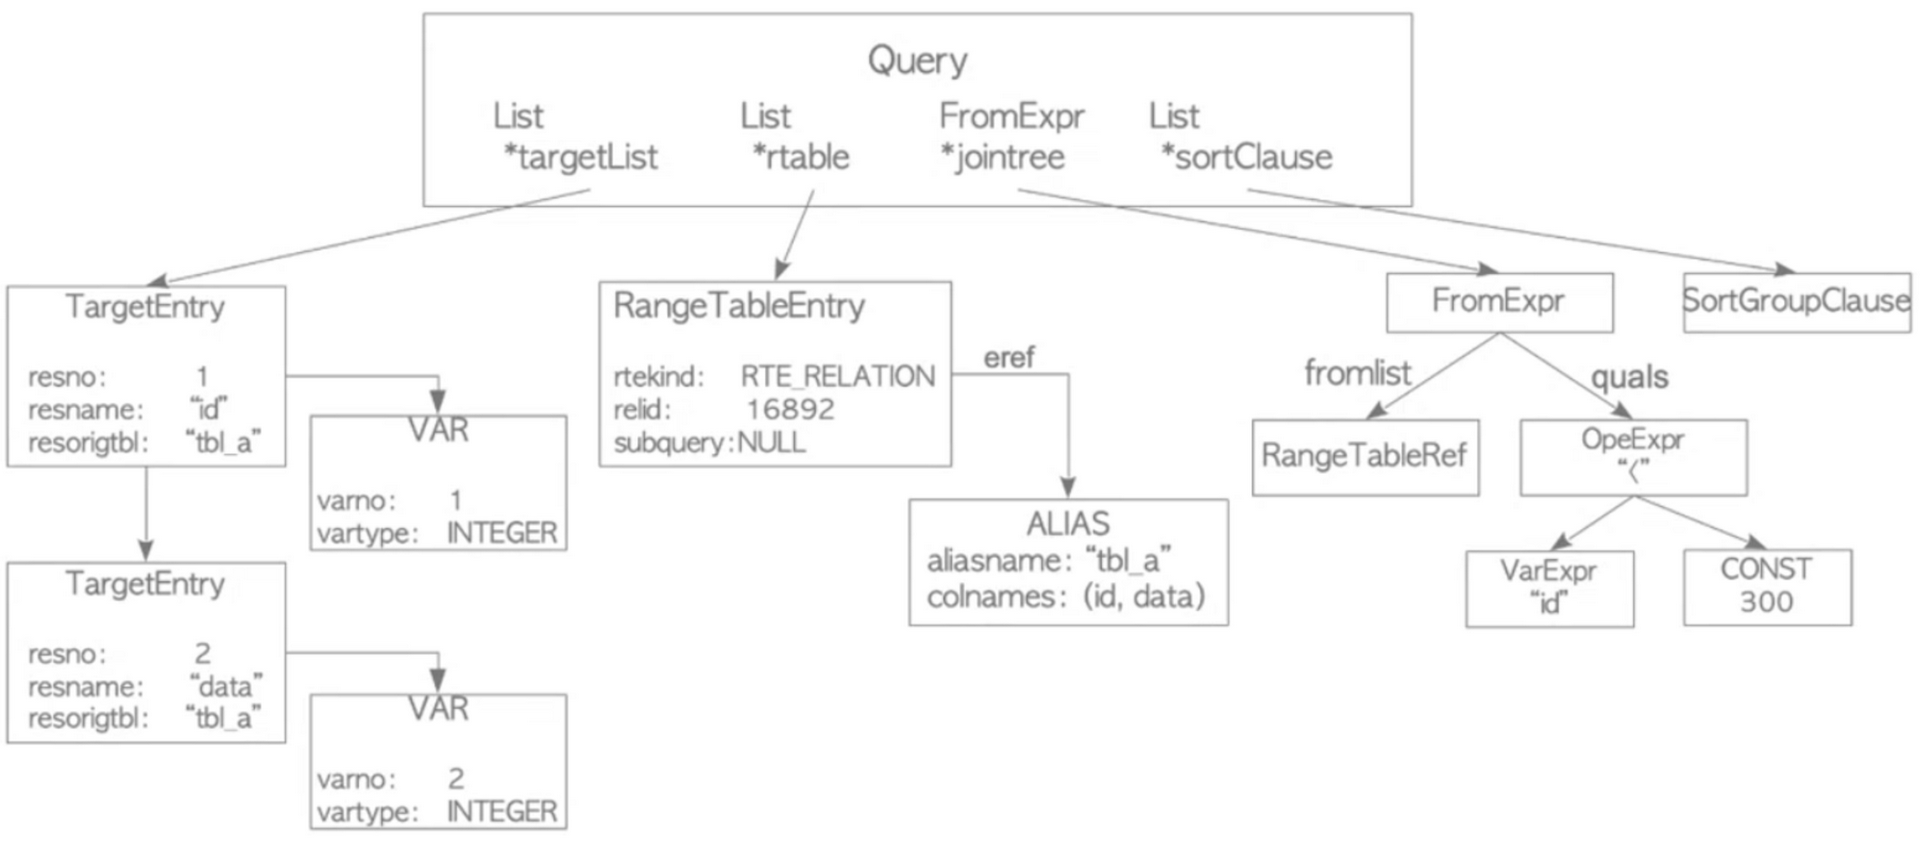 Query
List
*targetList
List
*rtable
FromExpr
*jointree
List
*sortClause
TargetEntry
resno: 1
resname: “id”
resorigtbl: “tbl_a”
VAR
varno: 1
vartype: INTEGER
TargetEntry
resno: 2
resname: “data”
resorigtbl: “tbl_a”
VAR
varno: 2
vartype: INTEGER
RangeTableEntry
rtekind: RTE_RELATION
relid: 16892
subquery:NULL
eref
ALIAS
aliasname: “tbl_a”
colnames: (id, data)
FromExpr
fromlist
quals
RangeTableRef
OpeExpr
“<”
VarExpr
“id”
CONST
300
SortGroupClause